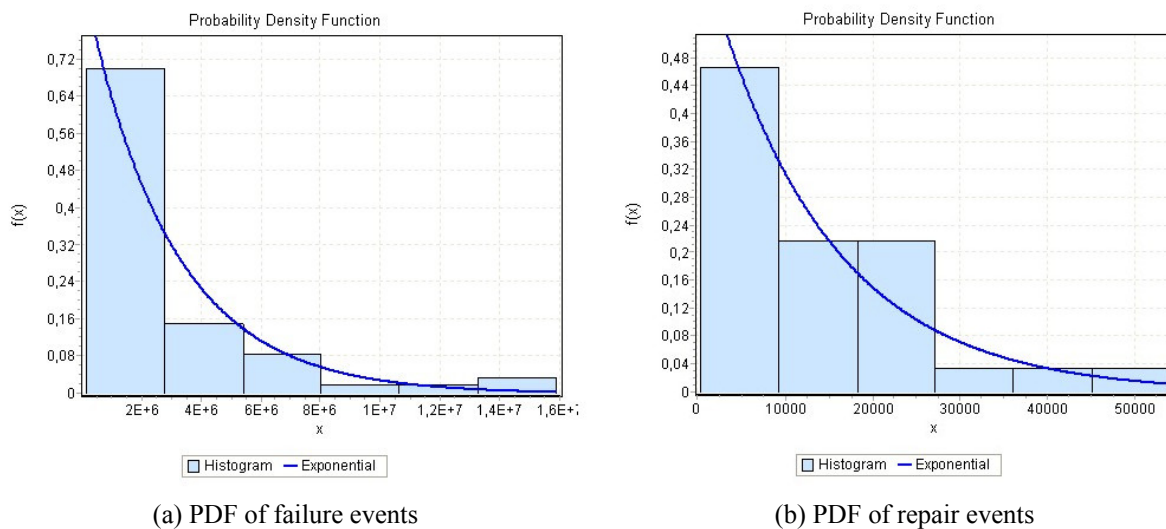 Probability Density Function
f(x)
0,72
0,64
0,56
0,48
0,4
0,32
0,24
0,16
0,08
0
2E+6 4E+6 6E+6 8E+6 1E+7 1,2E+7 1,4E+7 1,6E+7
x
Histogram Exponential
(a) PDF of failure events
Probability Density Function
f(x)
0,48
0,44
0,4
0,36
0,32
0,28
0,24
0,2
0,16
0,12
0,08
0,04
0
0 10000 20000 30000 40000 50000
x
Histogram Exponential
(b) PDF of repair events